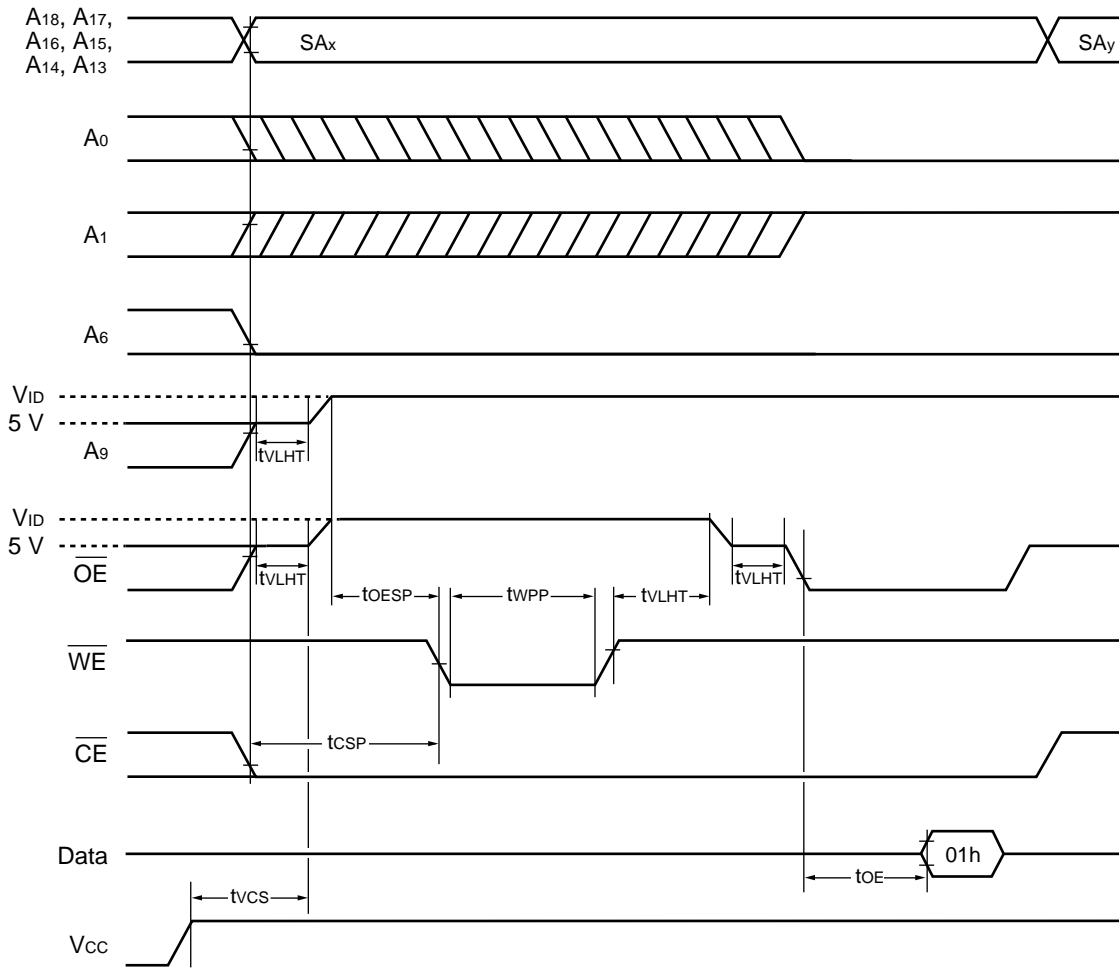 A18, A17,
A16, A15,
A14, A13
SAx
SAy
A0
A1
A6
VID
5 V
A9
tVLHT
VID
5 V
OE
tVLHT
tVLHT
tOESP
tWPP
tVLHT
WE
CE
tCSP
Data
01h
tOE
tVCS
VCC